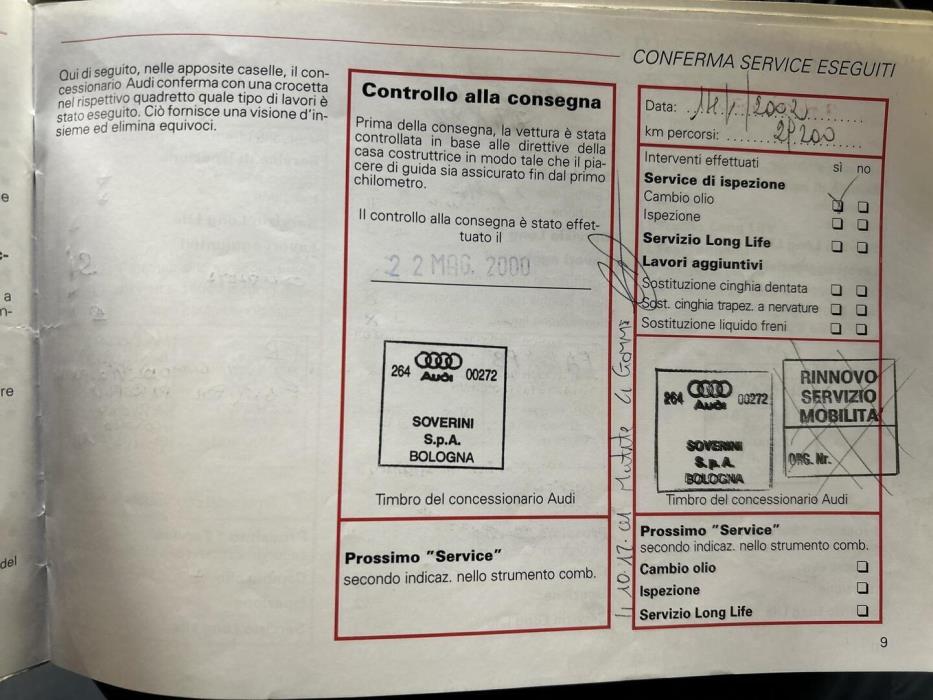 CONFERMA SERVICE ESEGUITI
Qui di seguito, nelle apposite caselle, il con-
cessionario Audi conferma con una crocetta
nel rispettivo quadretto quale tipo di lavori è
stato eseguito. Ciò fornisce una visione d'in-
sieme ed elimina equivoci.
Controllo alla consegna
Prima della consegna, la vettura è stata
controllata in base alle direttive della
casa costruttrice in modo tale che il pia-
cere di guida sia assicurato fin dal primo
chilometro.
Il controllo alla consegna è stato effet-
tuato il
22 MAG. 2000
264 Audi 00272
SOVERINI
S.p.A.
BOLOGNA
Timbro del concessionario Audi
Prossimo "Service"
secondo indicaz. nello strumento comb.
Data: 2002
km percorsi:
Interventi effettuati sì no
Service di ispezione
Cambio olio
Ispezione
Servizio Long Life
Lavori aggiuntivi
Sostituzione cinghia dentata
Sost. cinghia trapez. a nervature
Sostituzione liquido freni
264 Audi 00272
SOVERINI
S.p.A.
BOLOGNA
RINNOVO
SERVIZIO
MOBILITA'
ORG. Nr.
Timbro del concessionario Audi
Prossimo "Service"
secondo indicaz. nello strumento comb.
Cambio olio
Ispezione
Servizio Long Life
9
del
re
a
n-
e